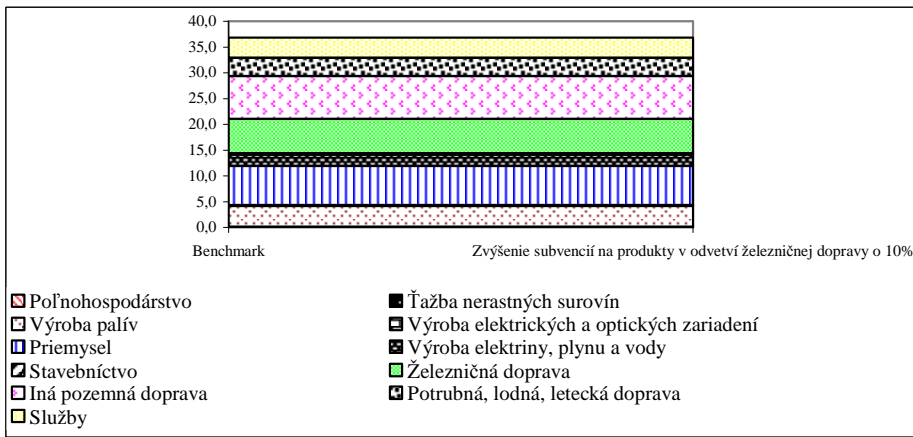 40,0
35,0
30,0
25,0
20,0
15,0
10,0
5,0
0,0
Benchmark Zvýšenie subvencií na produkty v odvetví železničnej dopravy o 10%
Poľnohospodárstvo Ťažba nerastných surovín
Výroba palív Výroba elektrických a optických zariadení
Priemysel Výroba elektriny, plynu a vody
Stavebníctvo Železničná doprava
Iná pozemná doprava Potrubná, lodná, letecká doprava
Služby